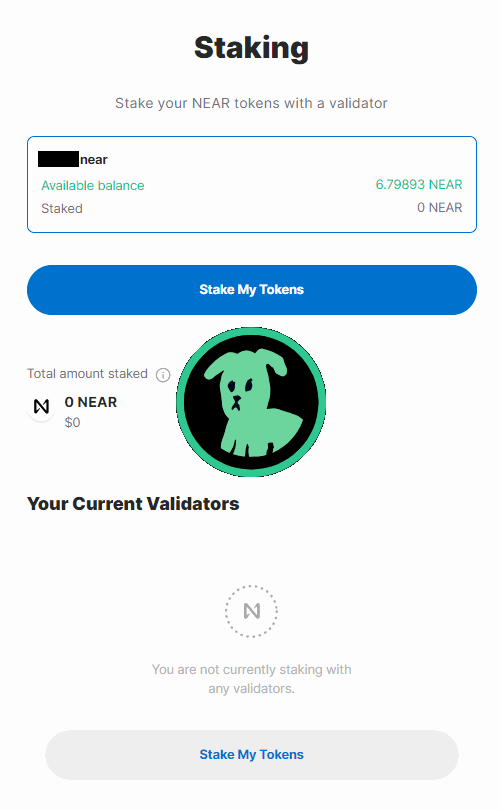 Staking
Stake your NEAR tokens with a validator
near
Available balance 6.79893 NEAR
Staked 0 NEAR
Stake My Tokens
Total amount staked
0 NEAR
$0
Your Current Validators
You are not currently staking with
any validators.
Stake My Tokens